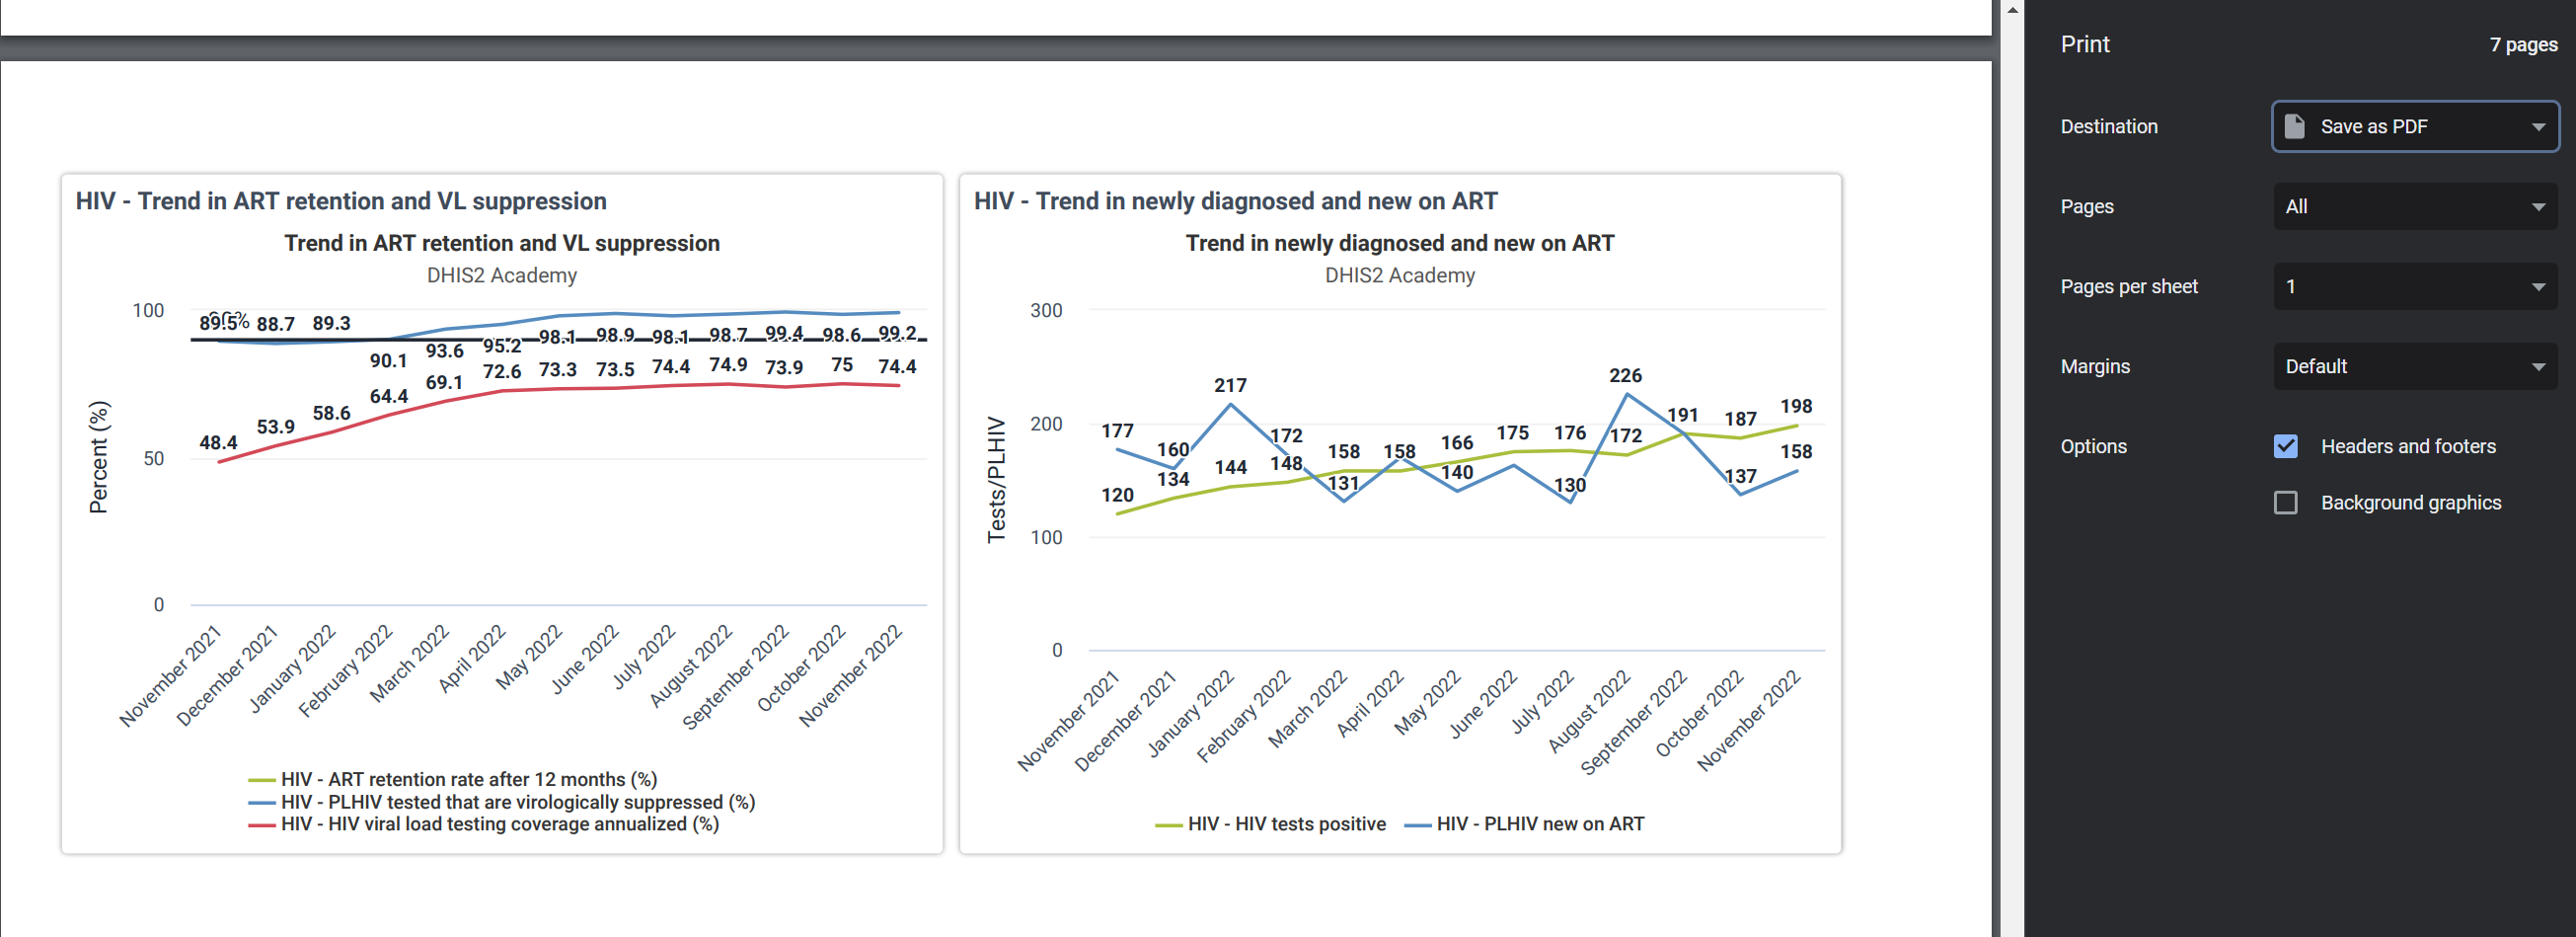 HIV - Trend in ART retention and VL suppression
Trend in ART retention and VL suppression
DHIS2 Academy
Percent (%)
100
50
0
89.5 88.7 89.3 90.1 93.6 95.2 98.1 98.9 98.1 98.7 99.4 98.6 99.2
48.4 53.9 58.6 64.4 69.1 72.6 73.3 73.5 74.4 74.9 73.9 75 74.4
November 2021
December 2021
January 2022
February 2022
March 2022
April 2022
May 2022
June 2022
July 2022
August 2022
September 2022
October 2022
November 2022
HIV - ART retention rate after 12 months (%)
HIV - PLHIV tested that are virologically suppressed (%)
HIV - HIV viral load testing coverage annualized (%)
HIV - Trend in newly diagnosed and new on ART
Trend in newly diagnosed and new on ART
DHIS2 Academy
Tests/PLHIV
300
200
100
0
177 160 217 172 131 158 140 130 226 191 137 158
120 134 144 148 158 166 175 176 172 187 198
November 2021
December 2021
January 2022
February 2022
March 2022
April 2022
May 2022
June 2022
July 2022
August 2022
September 2022
October 2022
November 2022
HIV - HIV tests positive HIV - PLHIV new on ART
Print 7 pages
Destination Save as PDF
Pages All
Pages per sheet 1
Margins Default
Options Headers and footers
Background graphics